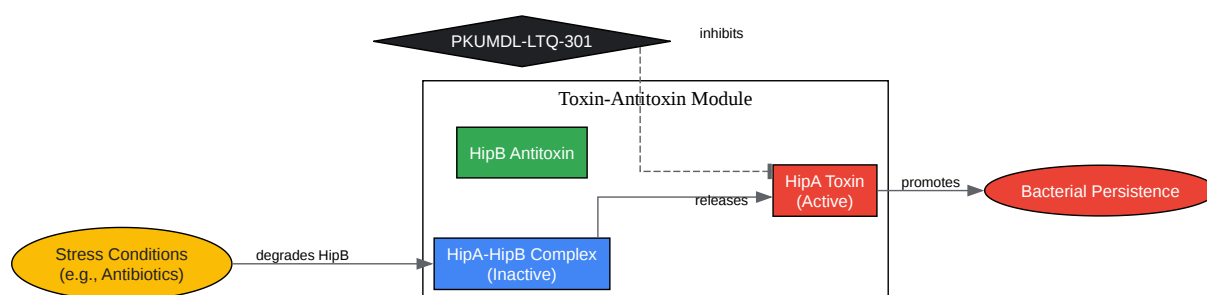 PKUMDL-LTQ-301
inhibits
Toxin-Antitoxin Module
HipB Antitoxin
HipA Toxin
(Active)
promotes
Bacterial Persistence
releases
Stress Conditions
(e.g., Antibiotics)
degrades HipB
HipA-HipB Complex
(Inactive)